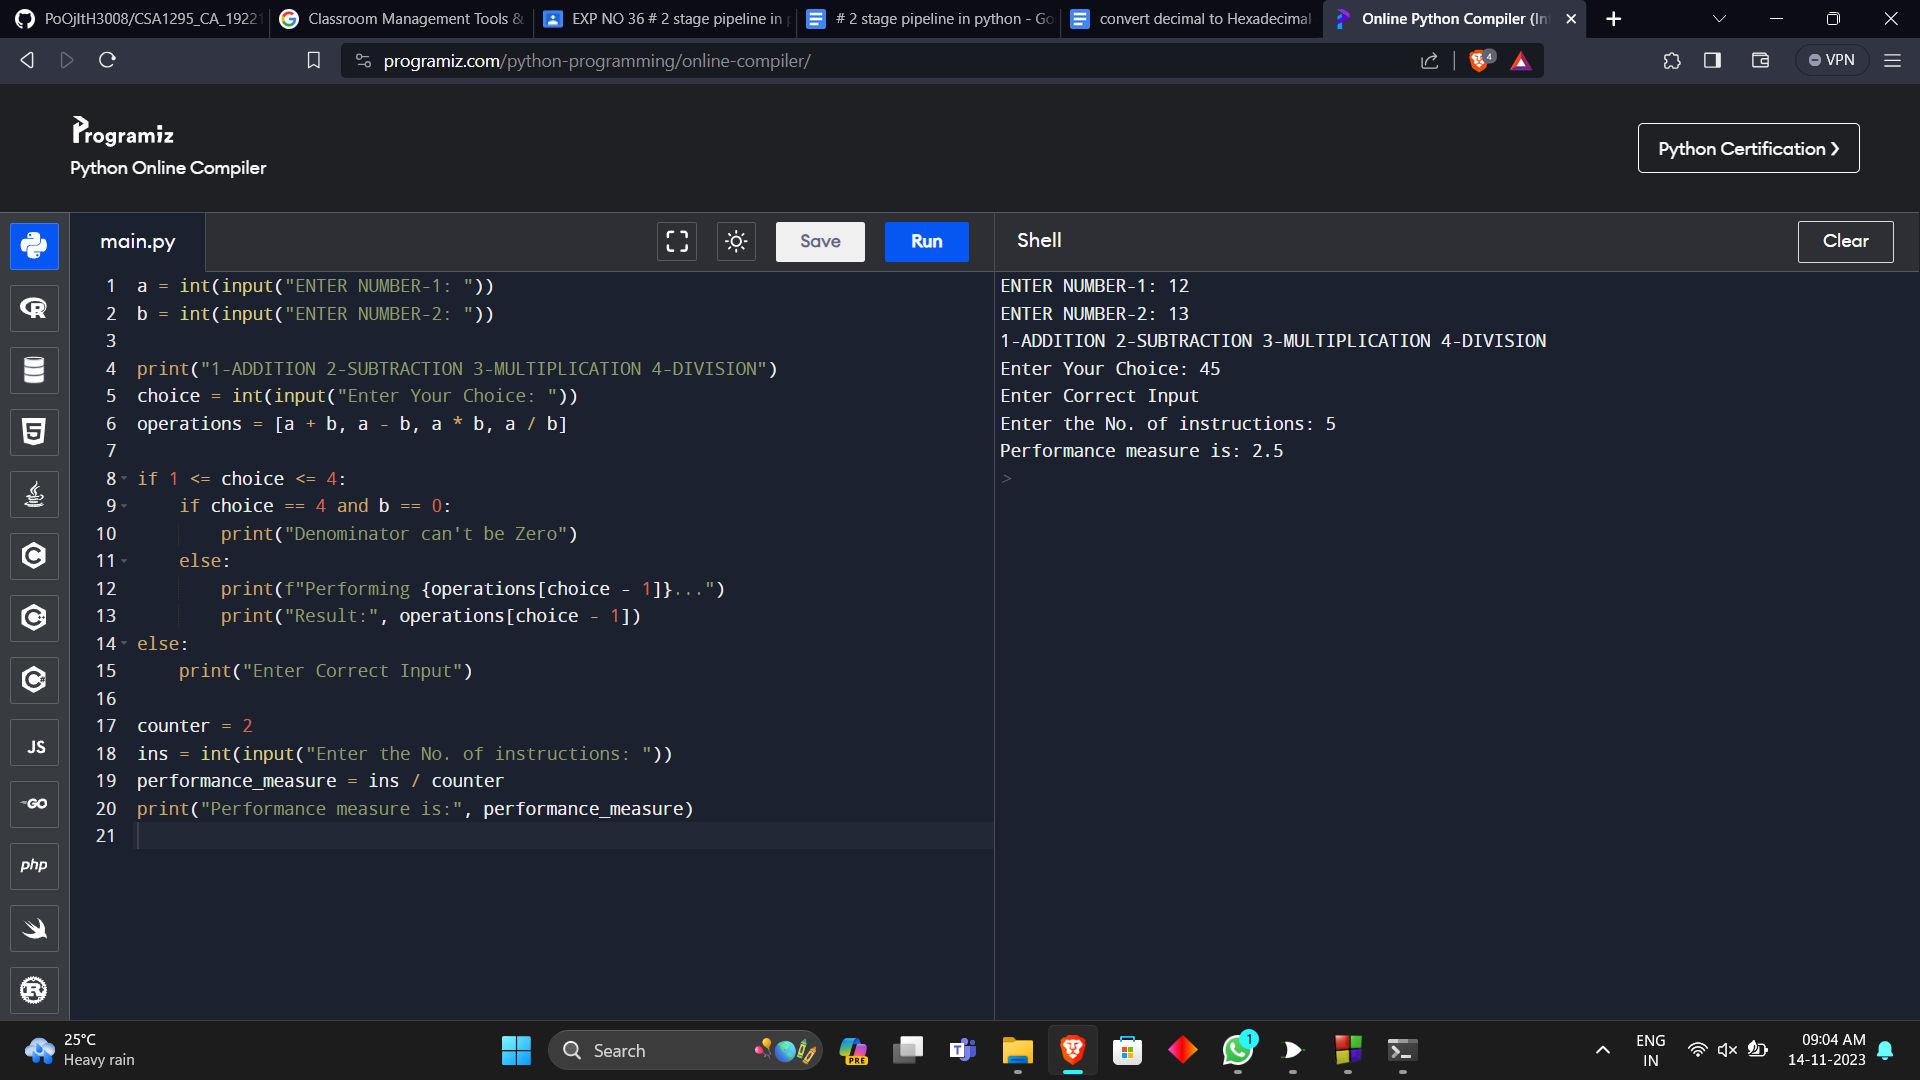 PoOjItH3008/CSA1295_CA_19221
Classroom Management Tools &
EXP NO 36 # 2 stage pipeline in p
# 2 stage pipeline in python - Go
convert decimal to Hexadecimal
Online Python Compiler (In
programiz.com/python-programming/online-compiler/
4
VPN
Programiz
Python Online Compiler
Python Certification ❯
main.py
Save
Run
Shell
Clear
1 a = int(input("ENTER NUMBER-1: "))
2 b = int(input("ENTER NUMBER-2: "))
3
4 print("1-ADDITION 2-SUBTRACTION 3-MULTIPLICATION 4-DIVISION")
5 choice = int(input("Enter Your Choice: "))
6 operations = [a + b, a - b, a * b, a / b]
7
8 if 1 <= choice <= 4:
9     if choice == 4 and b == 0:
10         print("Denominator can't be Zero")
11     else:
12         print(f"Performing {operations[choice - 1]}...")
13         print("Result:", operations[choice - 1])
14 else:
15     print("Enter Correct Input")
16
17 counter = 2
18 ins = int(input("Enter the No. of instructions: "))
19 performance_measure = ins / counter
20 print("Performance measure is:", performance_measure)
21
ENTER NUMBER-1: 12
ENTER NUMBER-2: 13
1-ADDITION 2-SUBTRACTION 3-MULTIPLICATION 4-DIVISION
Enter Your Choice: 45
Enter Correct Input
Enter the No. of instructions: 5
Performance measure is: 2.5
>
R
5
C
C++
C#
JS
GO
php
R
25°C
Heavy rain
Search
PRE
T
1
ENG
IN
09:04 AM
14-11-2023